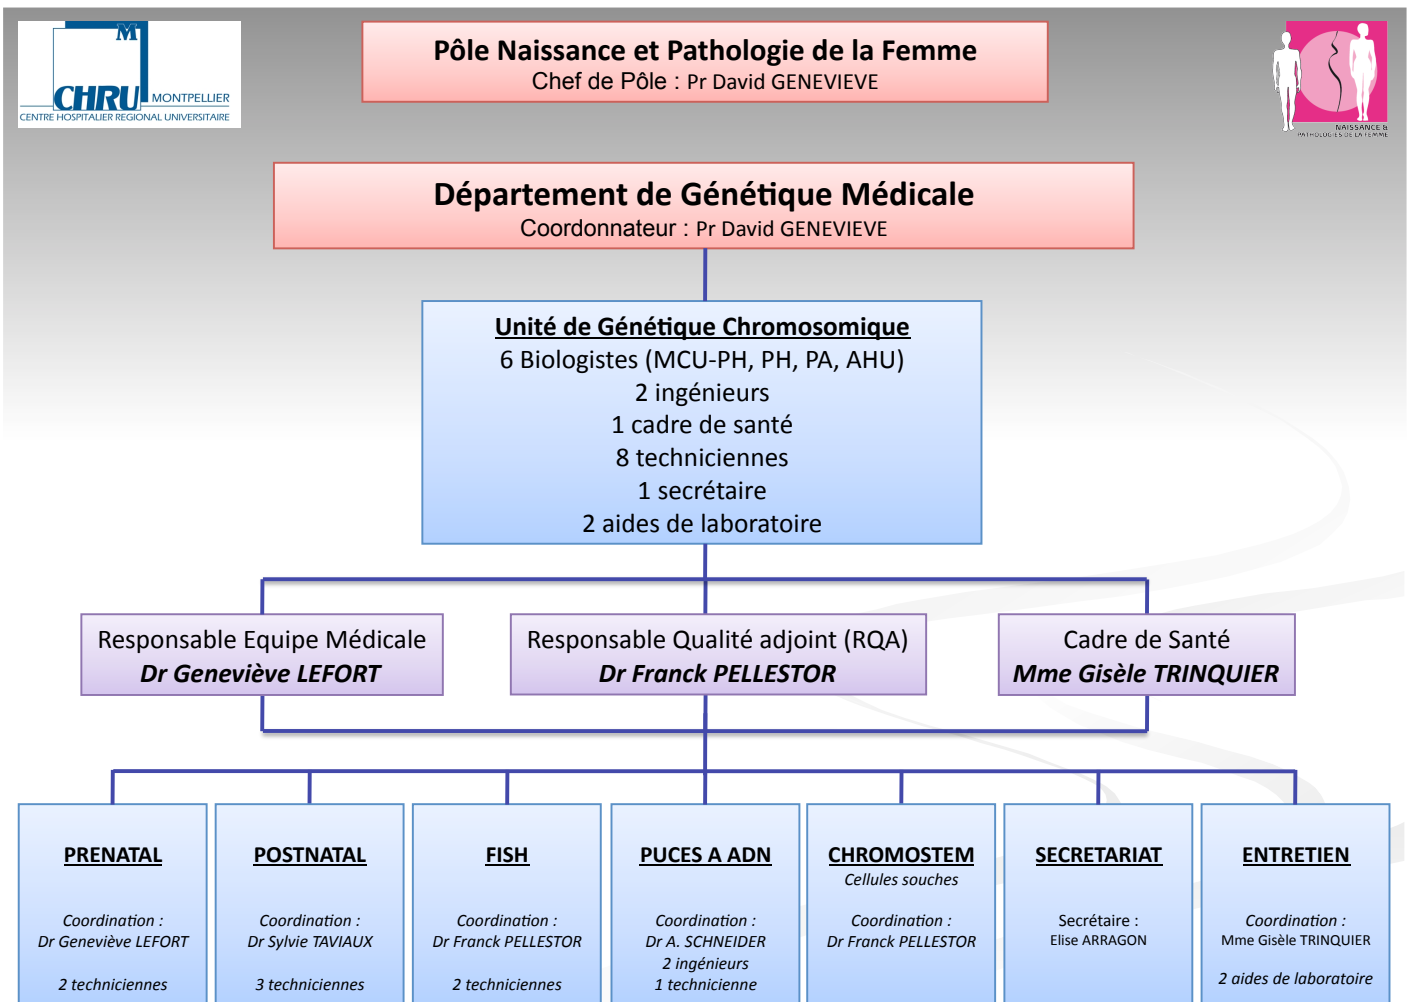 M
CHRU MONTPELLIER
CENTRE HOSPITALIER REGIONAL UNIVERSITAIRE
Pôle Naissance et Pathologie de la Femme
Chef de Pôle : Pr David GENEVIEVE
NAISSANCE &
PATHOLOGIES DE LA FEMME
Département de Génétique Médicale
Coordonnateur : Pr David GENEVIEVE
Unité de Génétique Chromosomique
6 Biologistes (MCU-PH, PH, PA, AHU)
2 ingénieurs
1 cadre de santé
8 techniciennes
1 secrétaire
2 aides de laboratoire
Responsable Equipe Médicale
Dr Geneviève LEFORT
Responsable Qualité adjoint (RQA)
Dr Franck PELLESTOR
Cadre de Santé
Mme Gisèle TRINQUIER
PRENATAL
Coordination :
Dr Geneviève LEFORT
2 techniciennes
POSTNATAL
Coordination :
Dr Sylvie TAVIAUX
3 techniciennes
FISH
Coordination :
Dr Franck PELLESTOR
2 techniciennes
PUCES A ADN
Coordination :
Dr A. SCHNEIDER
2 ingénieurs
1 technicienne
CHROMOSTEM
Cellules souches
Coordination :
Dr Franck PELLESTOR
SECRETARIAT
Secrétaire :
Elise ARRAGON
ENTRETIEN
Coordination :
Mme Gisèle TRINQUIER
2 aides de laboratoire